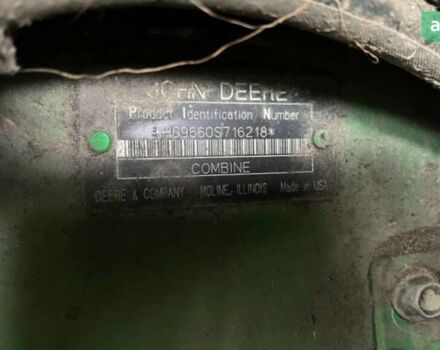 JOHN DEERE
Product Identification Number
*H09660S716218*
COMBINE
DEERE & COMPANY MOLINE, ILLINOIS Made in USA